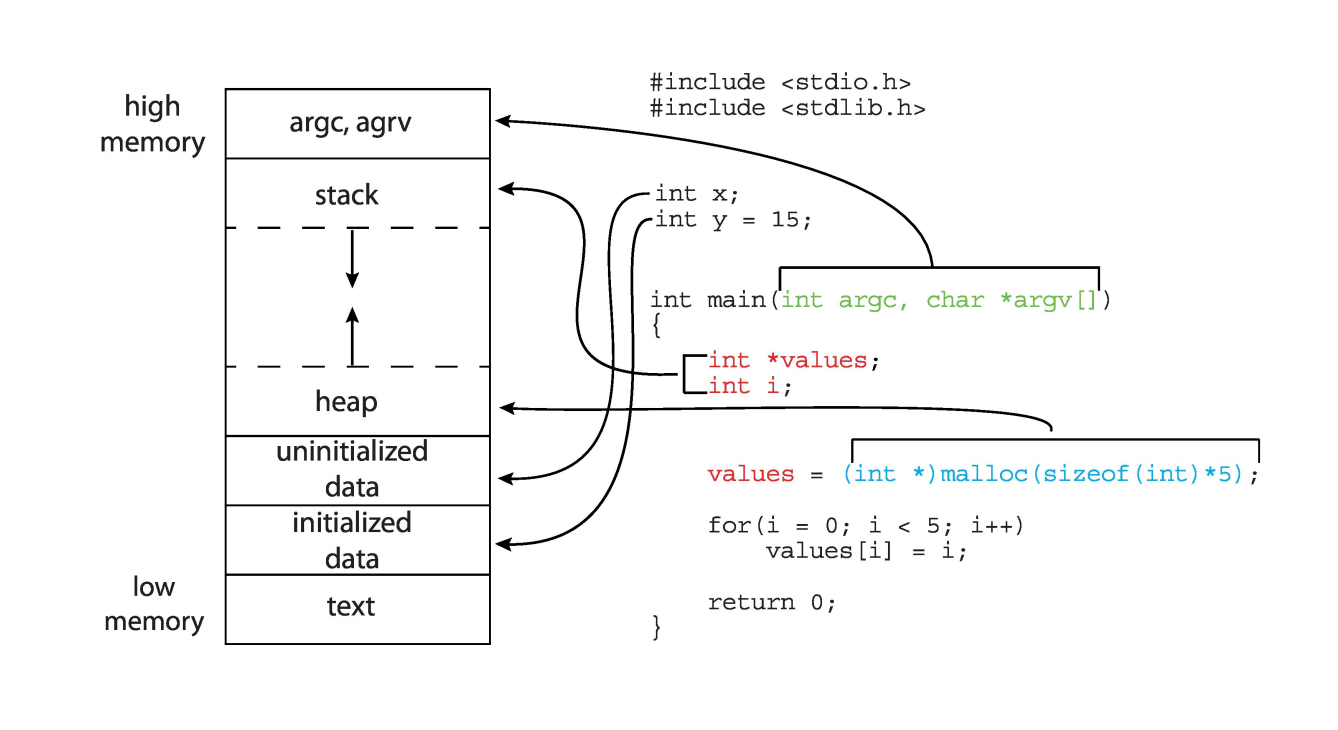 high
memory
argc, agrv
stack
heap
uninitialized
data
initialized
data
low
memory
text
#include <stdio.h>
#include <stdlib.h>
int x;
int y = 15;
int main(int argc, char *argv[])
{
int *values;
int i;
values = (int *)malloc(sizeof(int)*5);
for(i = 0; i < 5; i++)
values[i] = i;
return 0;
}